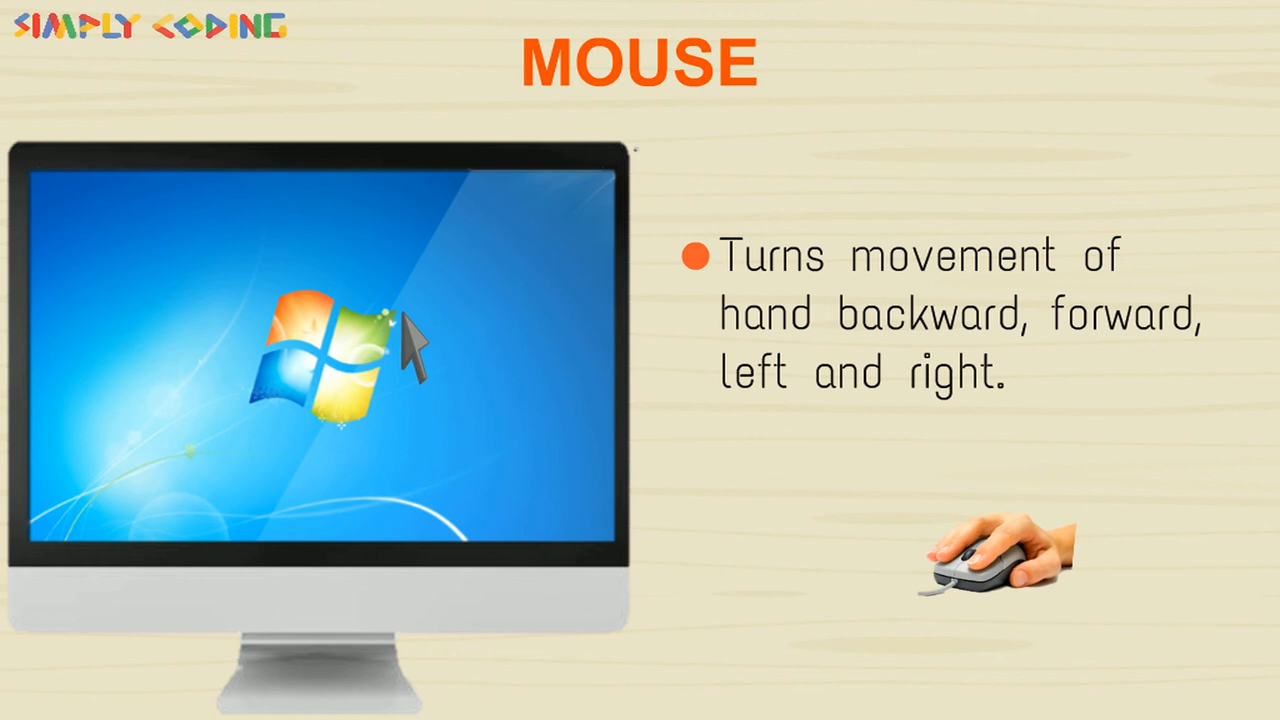 SIMPLY CODING
MOUSE
Turns movement of
hand backward, forward,
left and right.